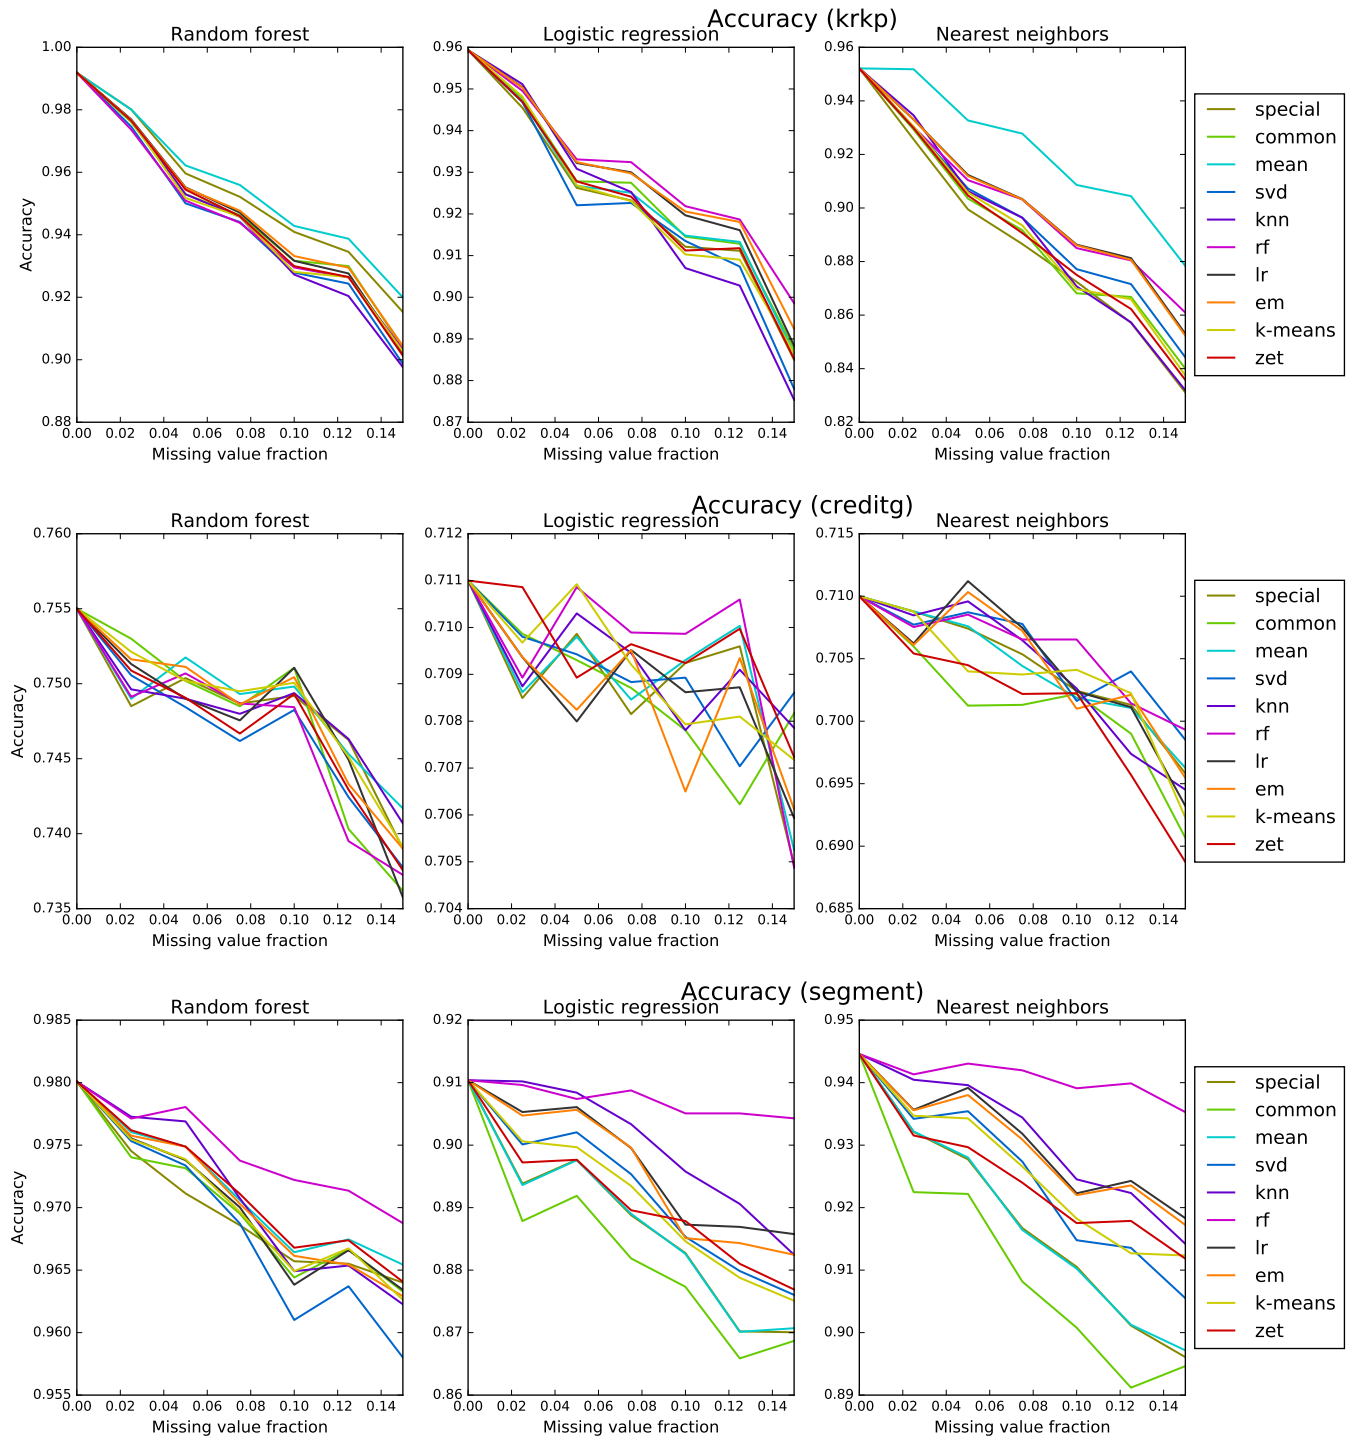 Accuracy (krkp)
Random forest
Logistic regression
Nearest neighbors
1.00
0.98
0.96
0.94
0.92
0.90
0.88
Accuracy
0.00 0.02 0.04 0.06 0.08 0.10 0.12 0.14
Missing value fraction
0.96
0.95
0.94
0.93
0.92
0.91
0.90
0.89
0.88
0.87
0.00 0.02 0.04 0.06 0.08 0.10 0.12 0.14
Missing value fraction
0.96
0.94
0.92
0.90
0.88
0.86
0.84
0.82
0.00 0.02 0.04 0.06 0.08 0.10 0.12 0.14
Missing value fraction
special
common
mean
svd
knn
rf
lr
em
k-means
zet
Accuracy (creditg)
Random forest
Logistic regression
Nearest neighbors
0.760
0.755
0.750
0.745
0.740
0.735
Accuracy
0.00 0.02 0.04 0.06 0.08 0.10 0.12 0.14
Missing value fraction
0.712
0.711
0.710
0.709
0.708
0.707
0.706
0.705
0.704
0.00 0.02 0.04 0.06 0.08 0.10 0.12 0.14
Missing value fraction
0.715
0.710
0.705
0.700
0.695
0.690
0.685
0.00 0.02 0.04 0.06 0.08 0.10 0.12 0.14
Missing value fraction
special
common
mean
svd
knn
rf
lr
em
k-means
zet
Accuracy (segment)
Random forest
Logistic regression
Nearest neighbors
0.985
0.980
0.975
0.970
0.965
0.960
0.955
Accuracy
0.00 0.02 0.04 0.06 0.08 0.10 0.12 0.14
Missing value fraction
0.92
0.91
0.90
0.89
0.88
0.87
0.86
0.00 0.02 0.04 0.06 0.08 0.10 0.12 0.14
Missing value fraction
0.95
0.94
0.93
0.92
0.91
0.90
0.89
0.00 0.02 0.04 0.06 0.08 0.10 0.12 0.14
Missing value fraction
special
common
mean
svd
knn
rf
lr
em
k-means
zet